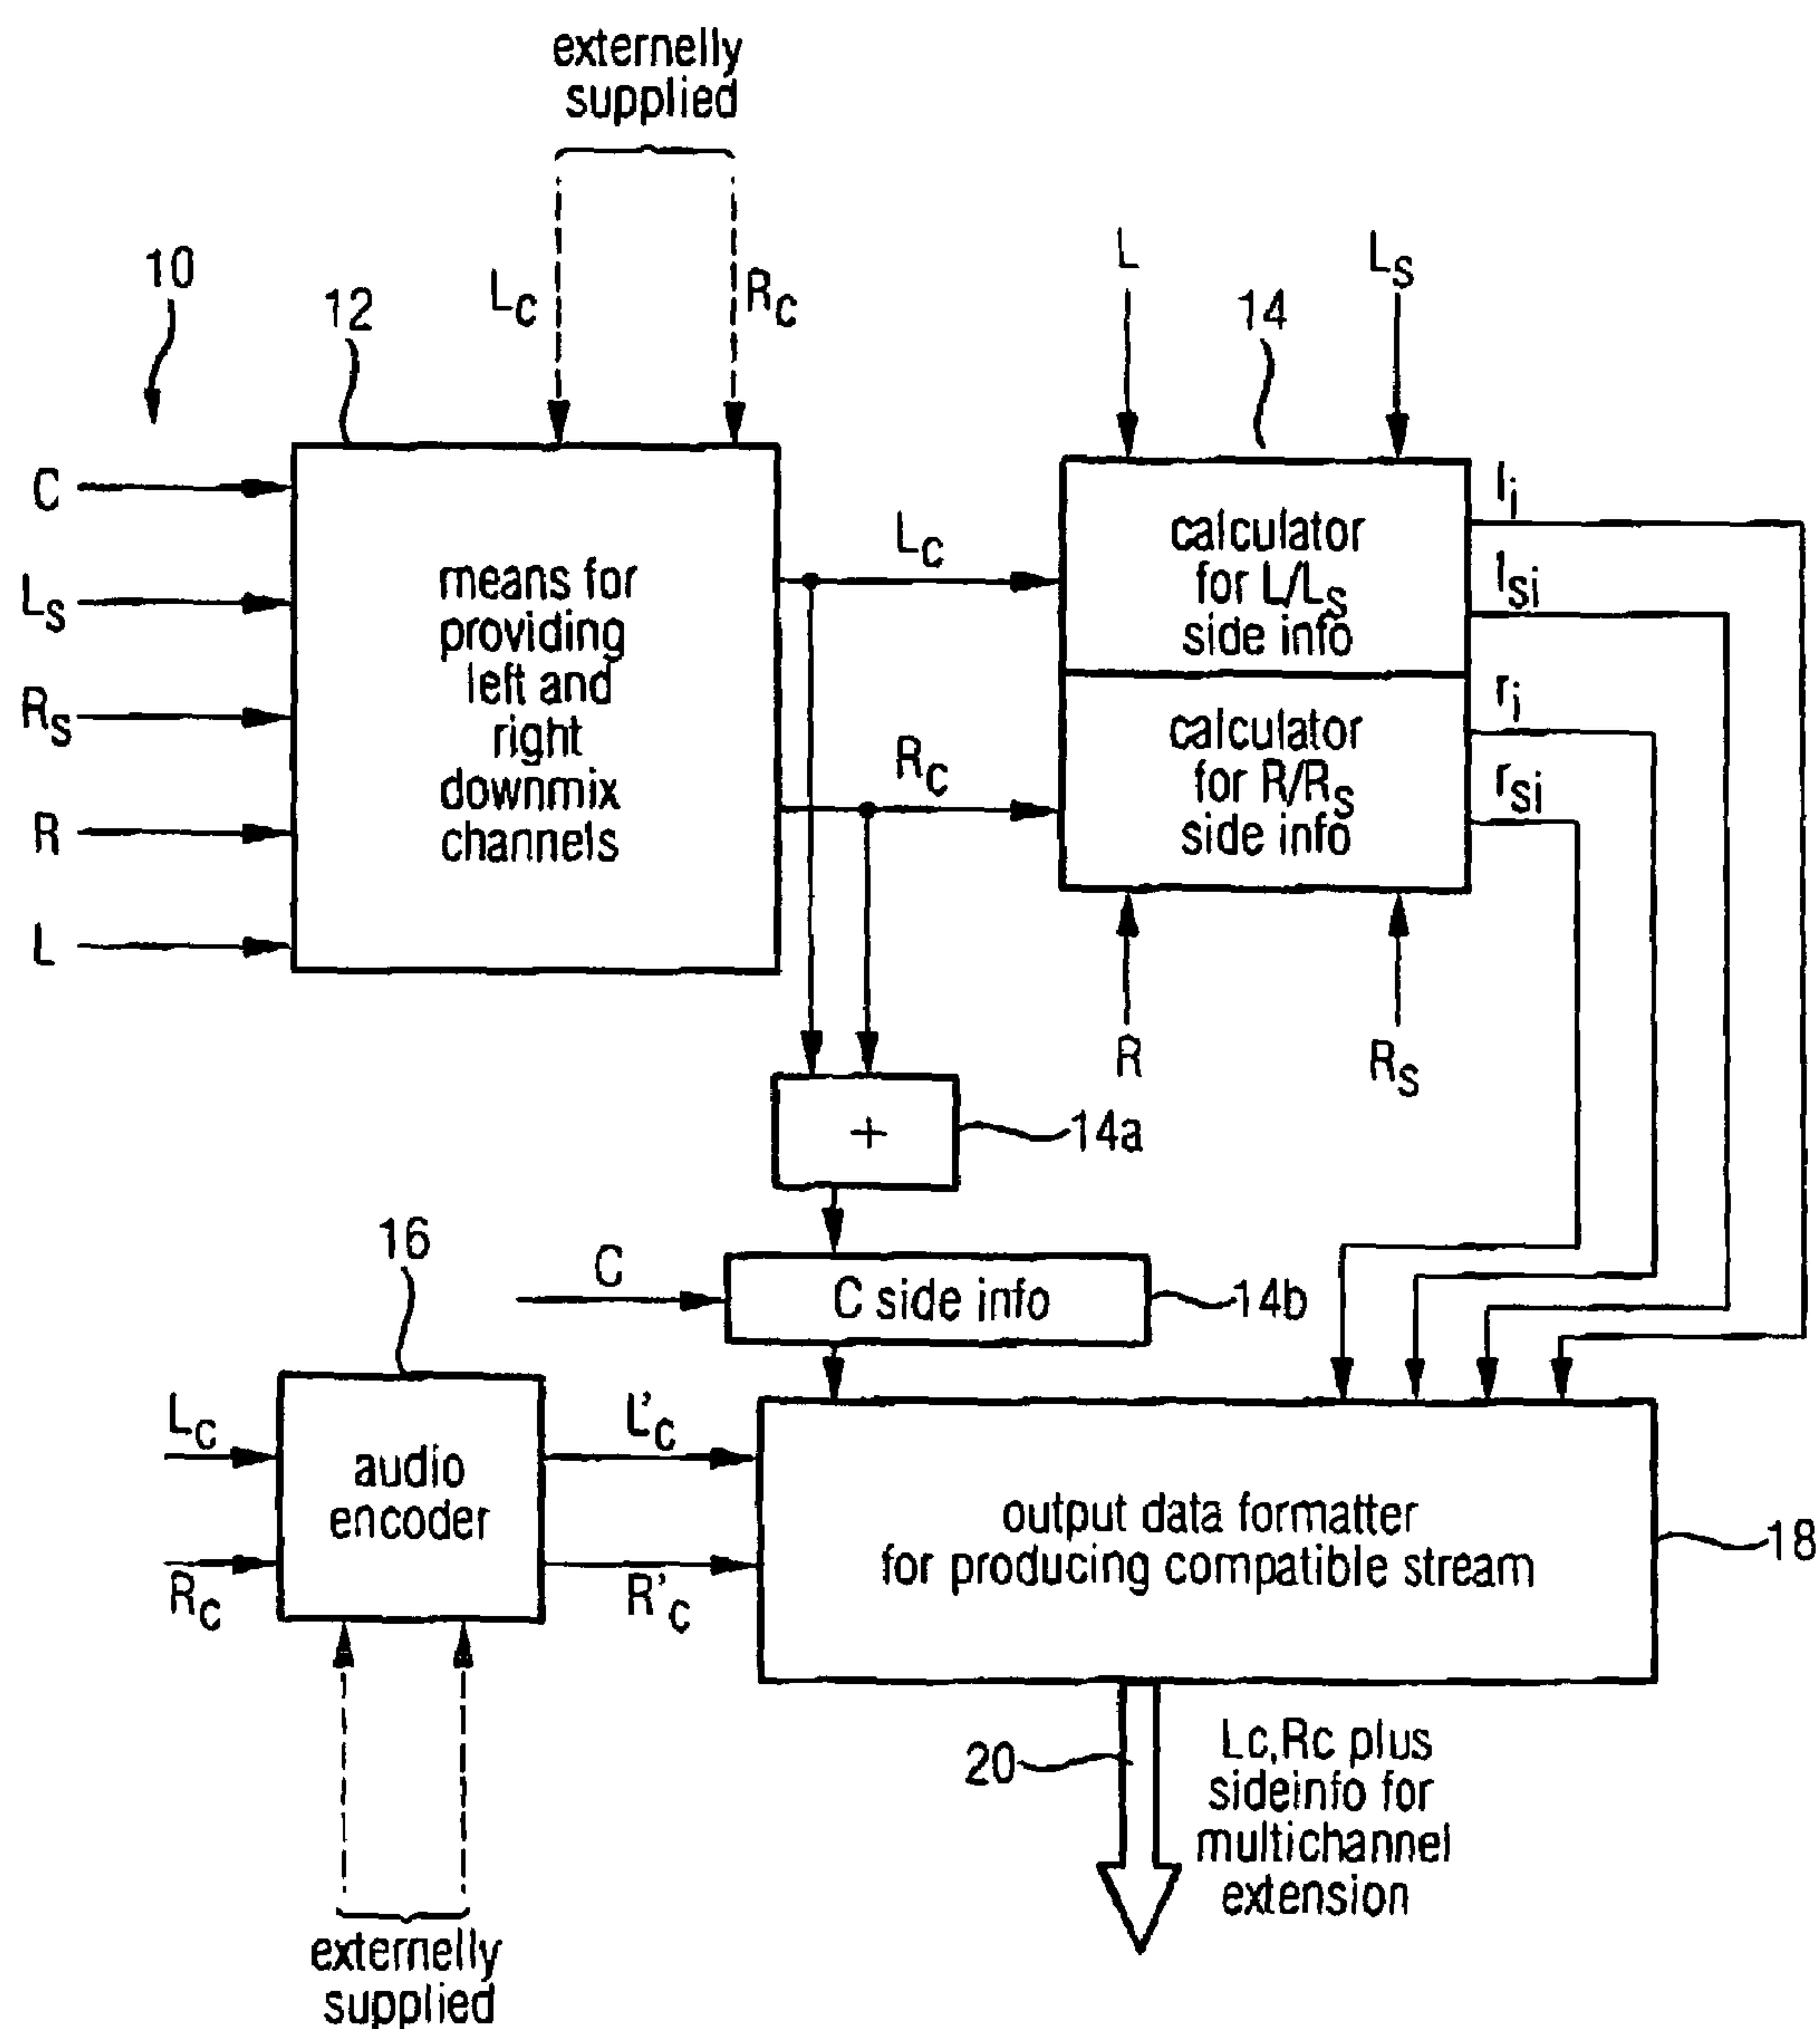 externelly
supplied
10
12
Lc
Rc
L
Ls
14
C
Ls
Rs
R
L
means for
providing
left and
right
downmix
channels
Lc
Rc
calculator
for L/Ls
side info
calculator
for R/Rs
side info
li
lsi
ri
rsi
R
Rs
+
14a
C
C side info
14b
16
Lc
Rc
audio
encoder
L'c
R'c
output data formatter
for producing compatible stream
18
20
Lc,Rc plus
sideinfo for
multichannel
extension
externelly
supplied